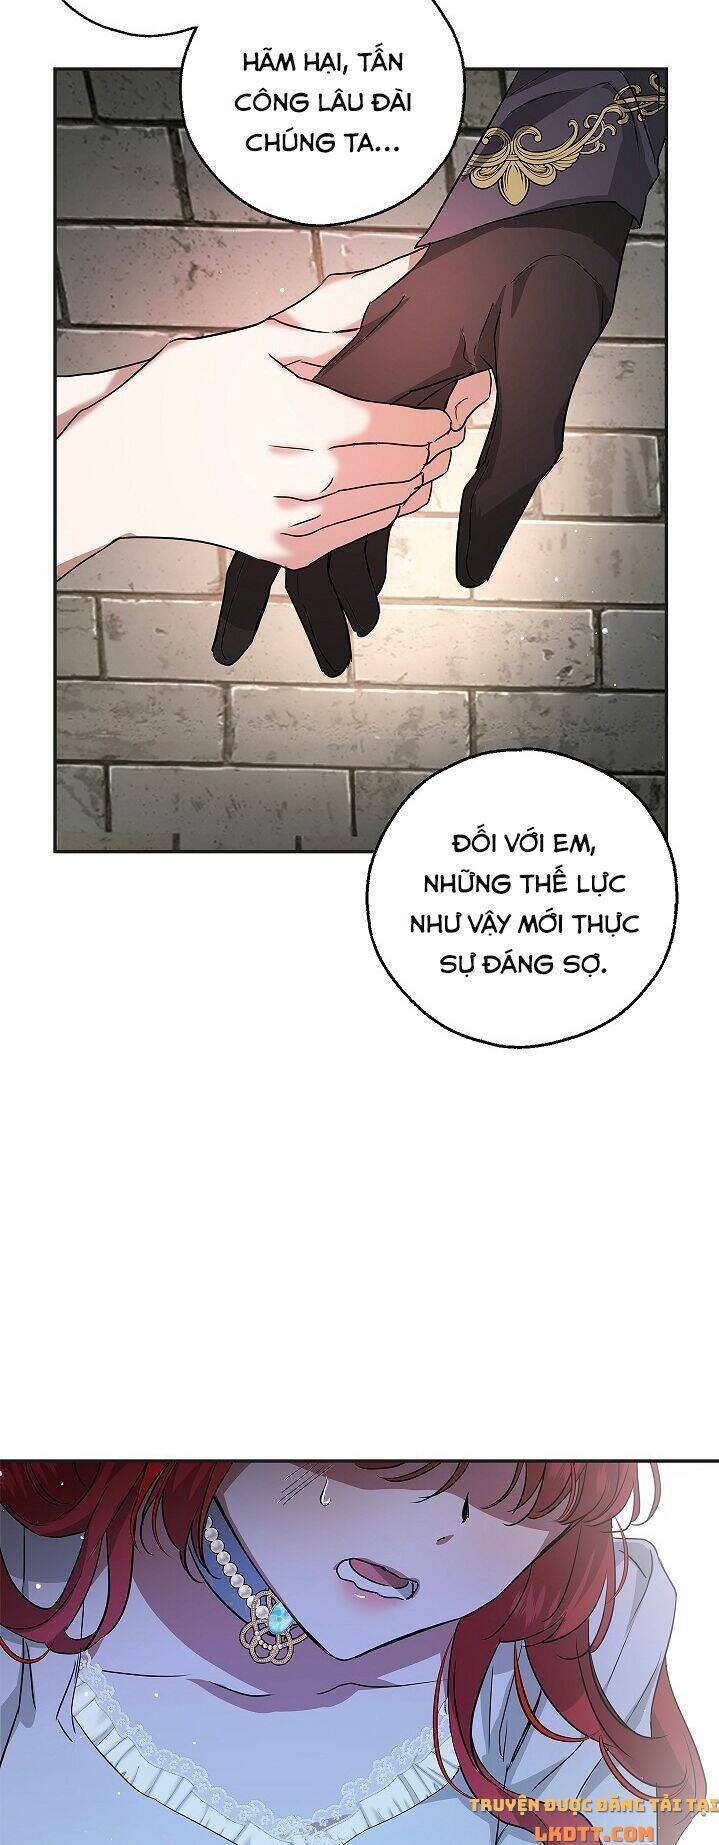 HÃM HẠI, TẤN
CÔNG LÂU ĐÀI
CHÚNG TA...
ĐỐI VỚI EM,
NHỮNG THẾ LỰC
NHƯ VẬY MỚI THỰC
SỰ ĐÁNG SỢ.
TRUYỆN ĐƯỢC ĐĂNG TẢI TẠI
LKDTT.COM